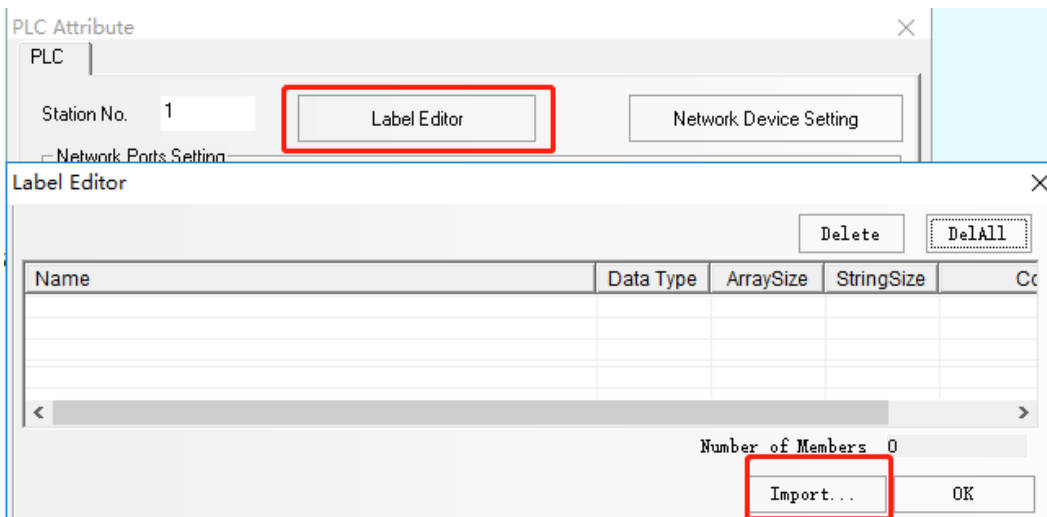 PLC Attribute
PLC
Station No. 1 Label Editor Network Device Setting
Network Ports Setting
Label Editor
Delete DelAll
Name Data Type ArraySize StringSize
Number of Members 0
Import... OK